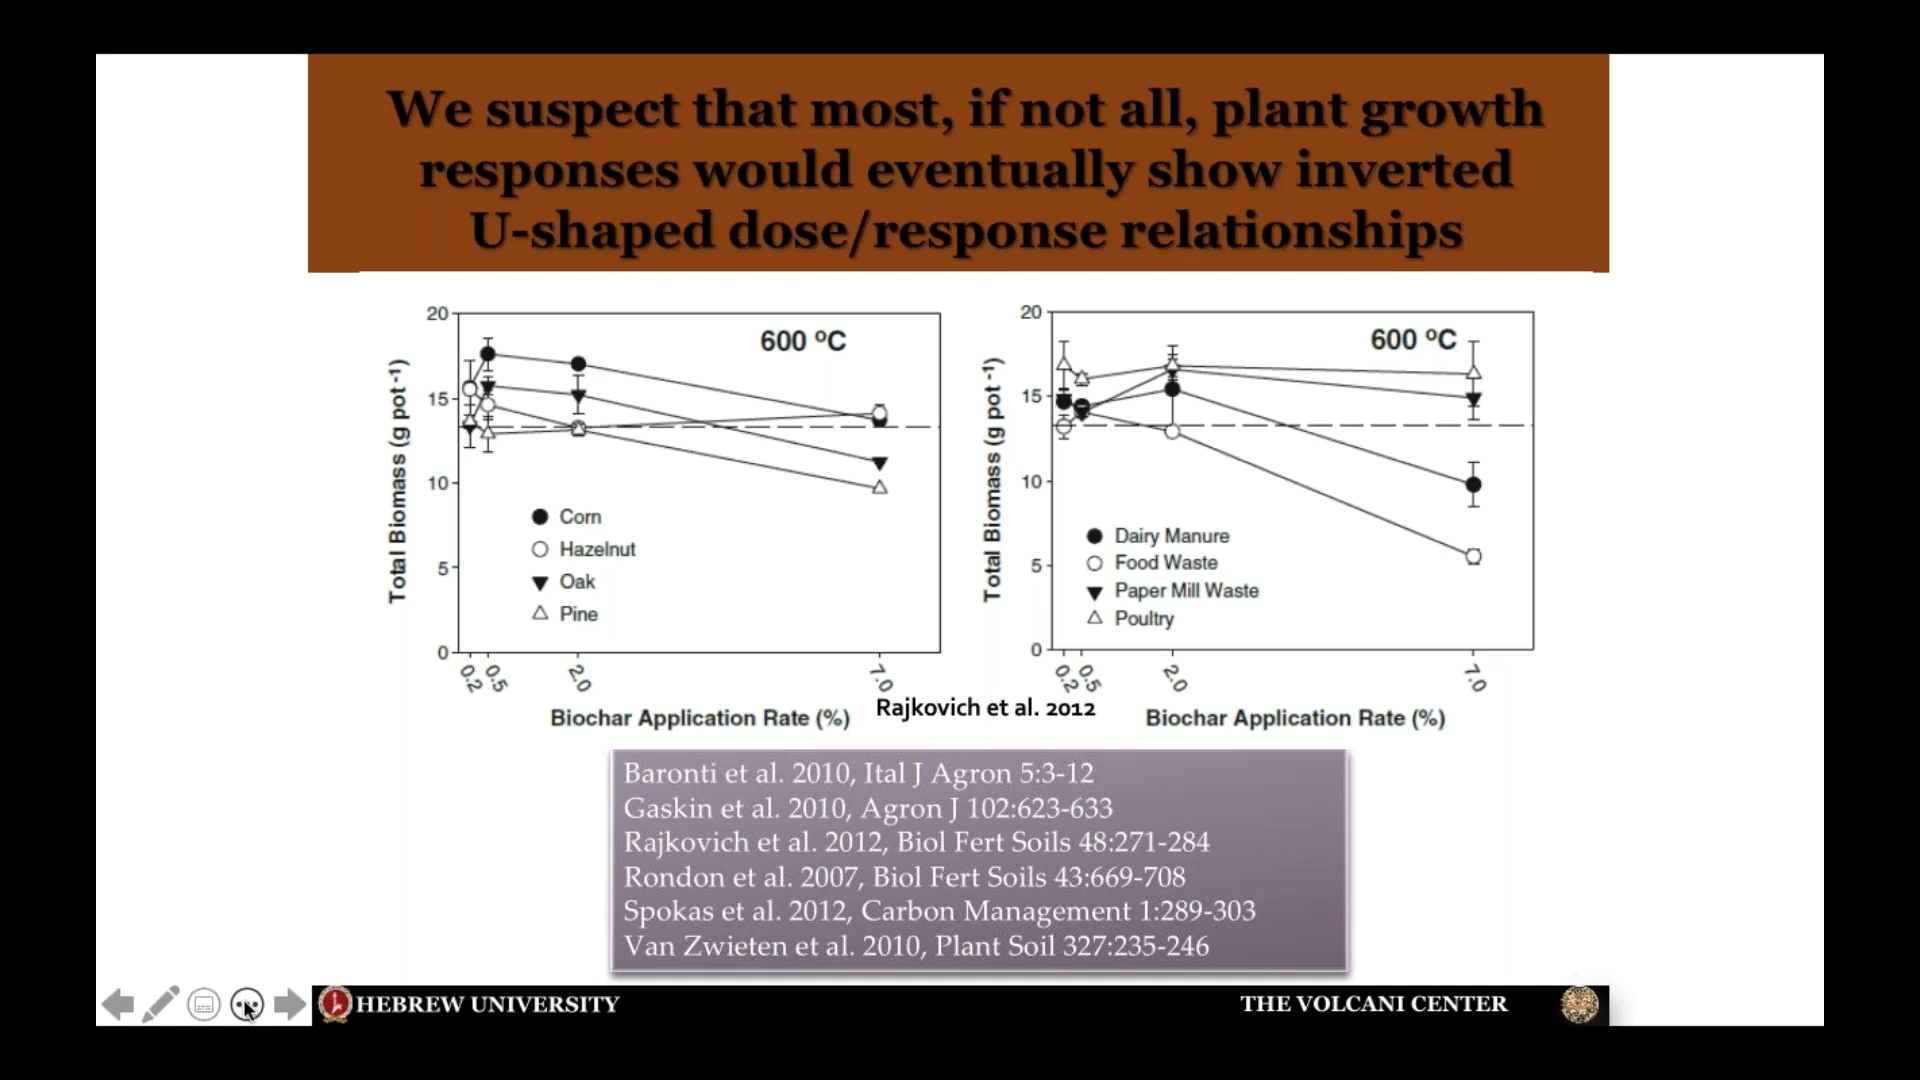 We suspect that most, if not all, plant growth
responses would eventually show inverted
U-shaped dose/response relationships
20
15
10
5
0
Total Biomass (g pot -1)
600 ºC
Corn
Hazelnut
Oak
Pine
0.2
0.5
2.0
7.0
Biochar Application Rate (%)
20
15
10
5
0
Total Biomass (g pot -1)
600 ºC
Dairy Manure
Food Waste
Paper Mill Waste
Poultry
0.2
0.5
2.0
7.0
Biochar Application Rate (%)
Rajkovich et al. 2012
Baronti et al. 2010, Ital J Agron 5:3-12
Gaskin et al. 2010, Agron J 102:623-633
Rajkovich et al. 2012, Biol Fert Soils 48:271-284
Rondon et al. 2007, Biol Fert Soils 43:669-708
Spokas et al. 2012, Carbon Management 1:289-303
Van Zwieten et al. 2010, Plant Soil 327:235-246
HEBREW UNIVERSITY
THE VOLCANI CENTER